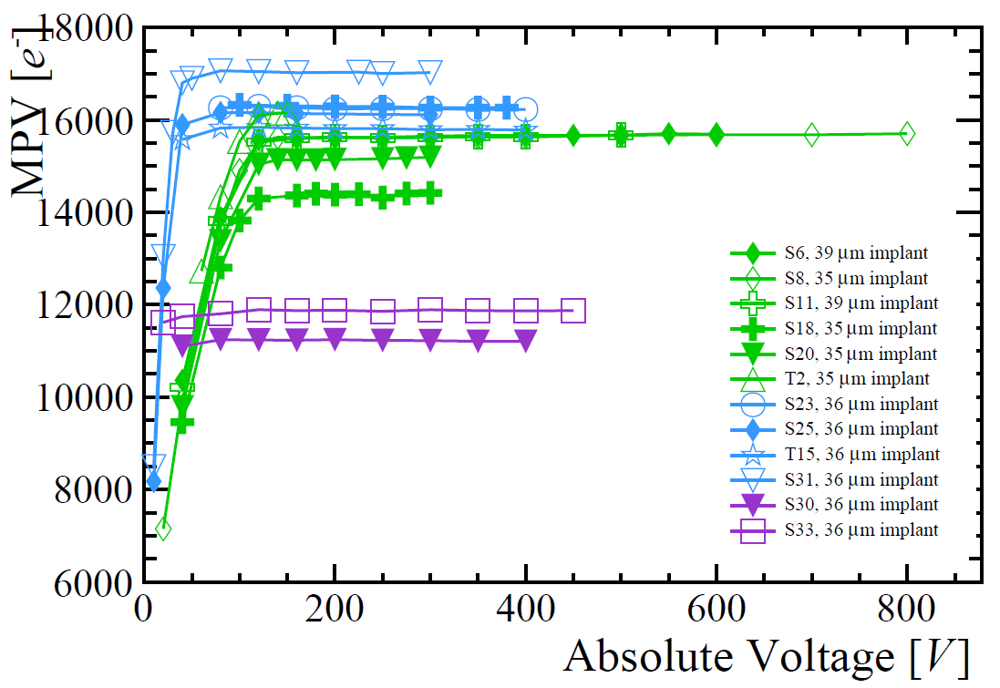 MPV [e-]
18000
16000
14000
12000
10000
8000
6000
0 200 400 600 800
Absolute Voltage [V]
S6, 39 µm implant
S8, 35 µm implant
S11, 39 µm implant
S18, 35 µm implant
S20, 35 µm implant
T2, 35 µm implant
S23, 36 µm implant
S25, 36 µm implant
T15, 36 µm implant
S31, 36 µm implant
S30, 36 µm implant
S33, 36 µm implant